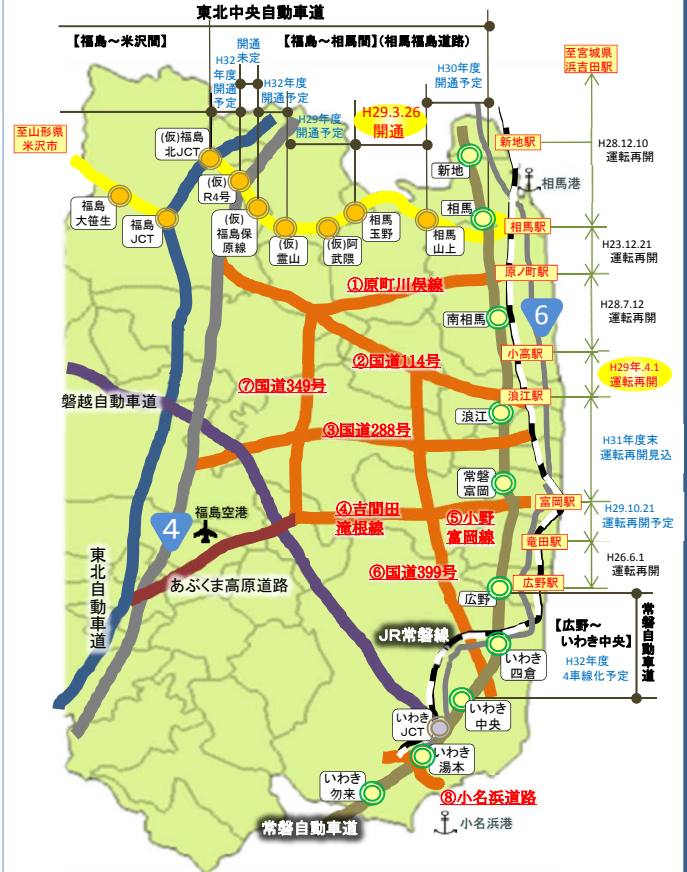 東北中央自動車道
【福島～米沢間】
【福島～相馬間】(相馬福島道路)
H32
年度
開通
予定
開通
未定
H32年度
開通予定
H29年度
開通予定
H29.3.26
開通
H30年度
開通予定
至宮城県
浜吉田駅
至山形県
米沢市
(仮)福島
北JCT
(仮)
R4号
(仮)
福島保
原線
(仮)
霊山
(仮)阿
武隈
相馬
玉野
相馬
山上
福島
大笹生
福島
JCT
新地
新地駅
H28.12.10
運転再開
相馬港
相馬
相馬駅
H23.12.21
運転再開
原ノ町駅
①原町川俣線
H28.7.12
運転再開
南相馬
6
小高駅
②国道114号
H29年.4.1
運転再開
⑦国道349号
浪江駅
浪江
磐越自動車道
③国道288号
H31年度末
運転再開見込
常磐
富岡
富岡駅
④吉間田
滝根線
⑤小野
富岡線
H29.10.21
運転再開予定
福島空港
4
竜田駅
H26.6.1
運転再開
⑥国道399号
あぶくま高原道路
広野駅
広野
東北自動車道
JR常磐線
【広野～
いわき中央】
H32年度
4車線化予定
常磐自動車道
いわき
四倉
いわき
中央
いわき
JCT
いわき
湯本
いわき
勿来
⑧小名浜道路
常磐自動車道
小名浜港